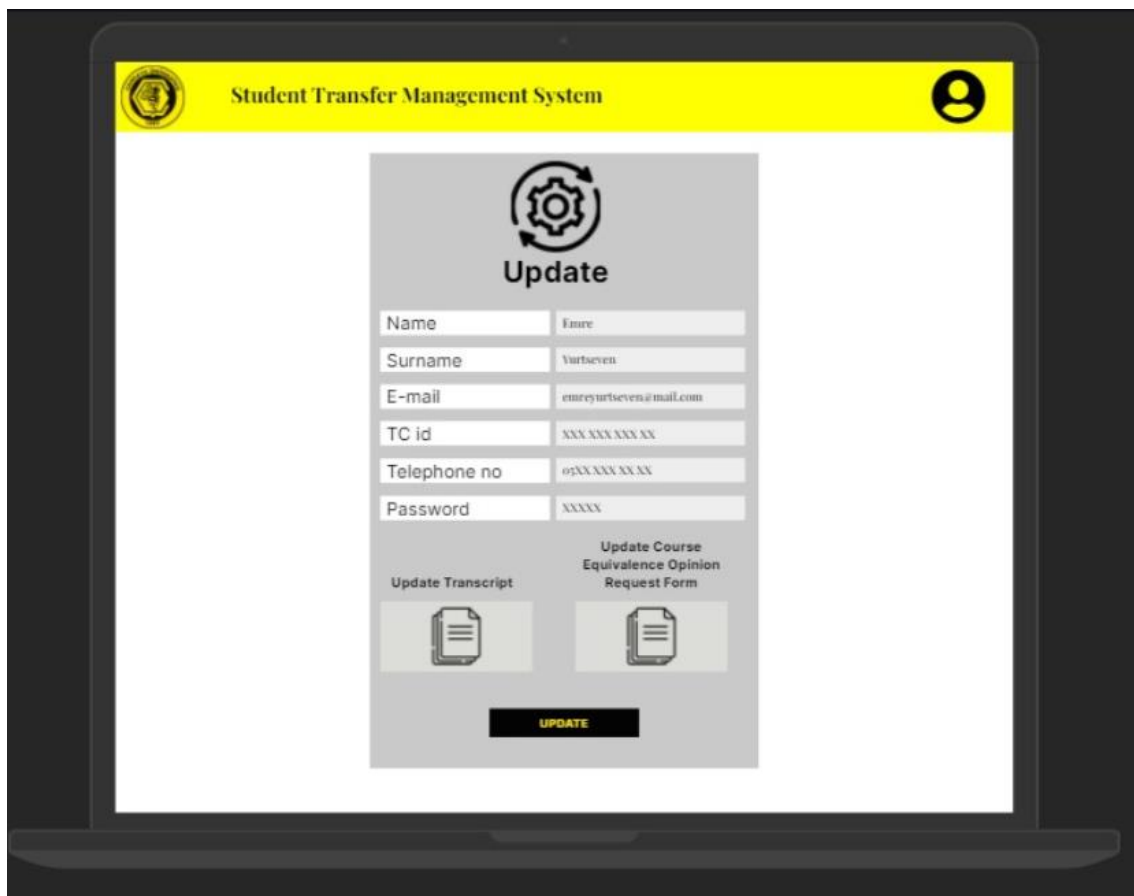 Student Transfer Management System
Update
Name
Emre
Surname
Yurtseven
E-mail
emreyurtseven@mail.com
TC id
XXX XXX XXX XX
Telephone no
05XX XXX XX XX
Password
XXXXX
Update Transcript
Update Course
Equivalence Opinion
Request Form
UPDATE